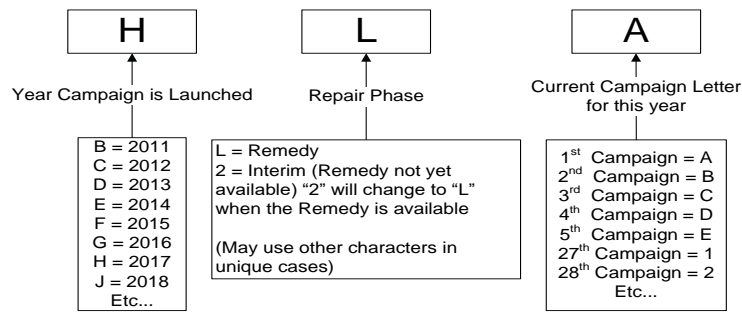 H
L
A
Year Campaign is Launched
Repair Phase
Current Campaign Letter
for this year
B = 2011
C = 2012
D = 2013
E = 2014
F = 2015
G = 2016
H = 2017
J = 2018
Etc...
L = Remedy
2 = Interim (Remedy not yet
available) “2” will change to “L”
when the Remedy is available
(May use other characters in
unique cases)
1st Campaign = A
2nd Campaign = B
3rd Campaign = C
4th Campaign = D
5th Campaign = E
27th Campaign = 1
28th Campaign = 2
Etc...